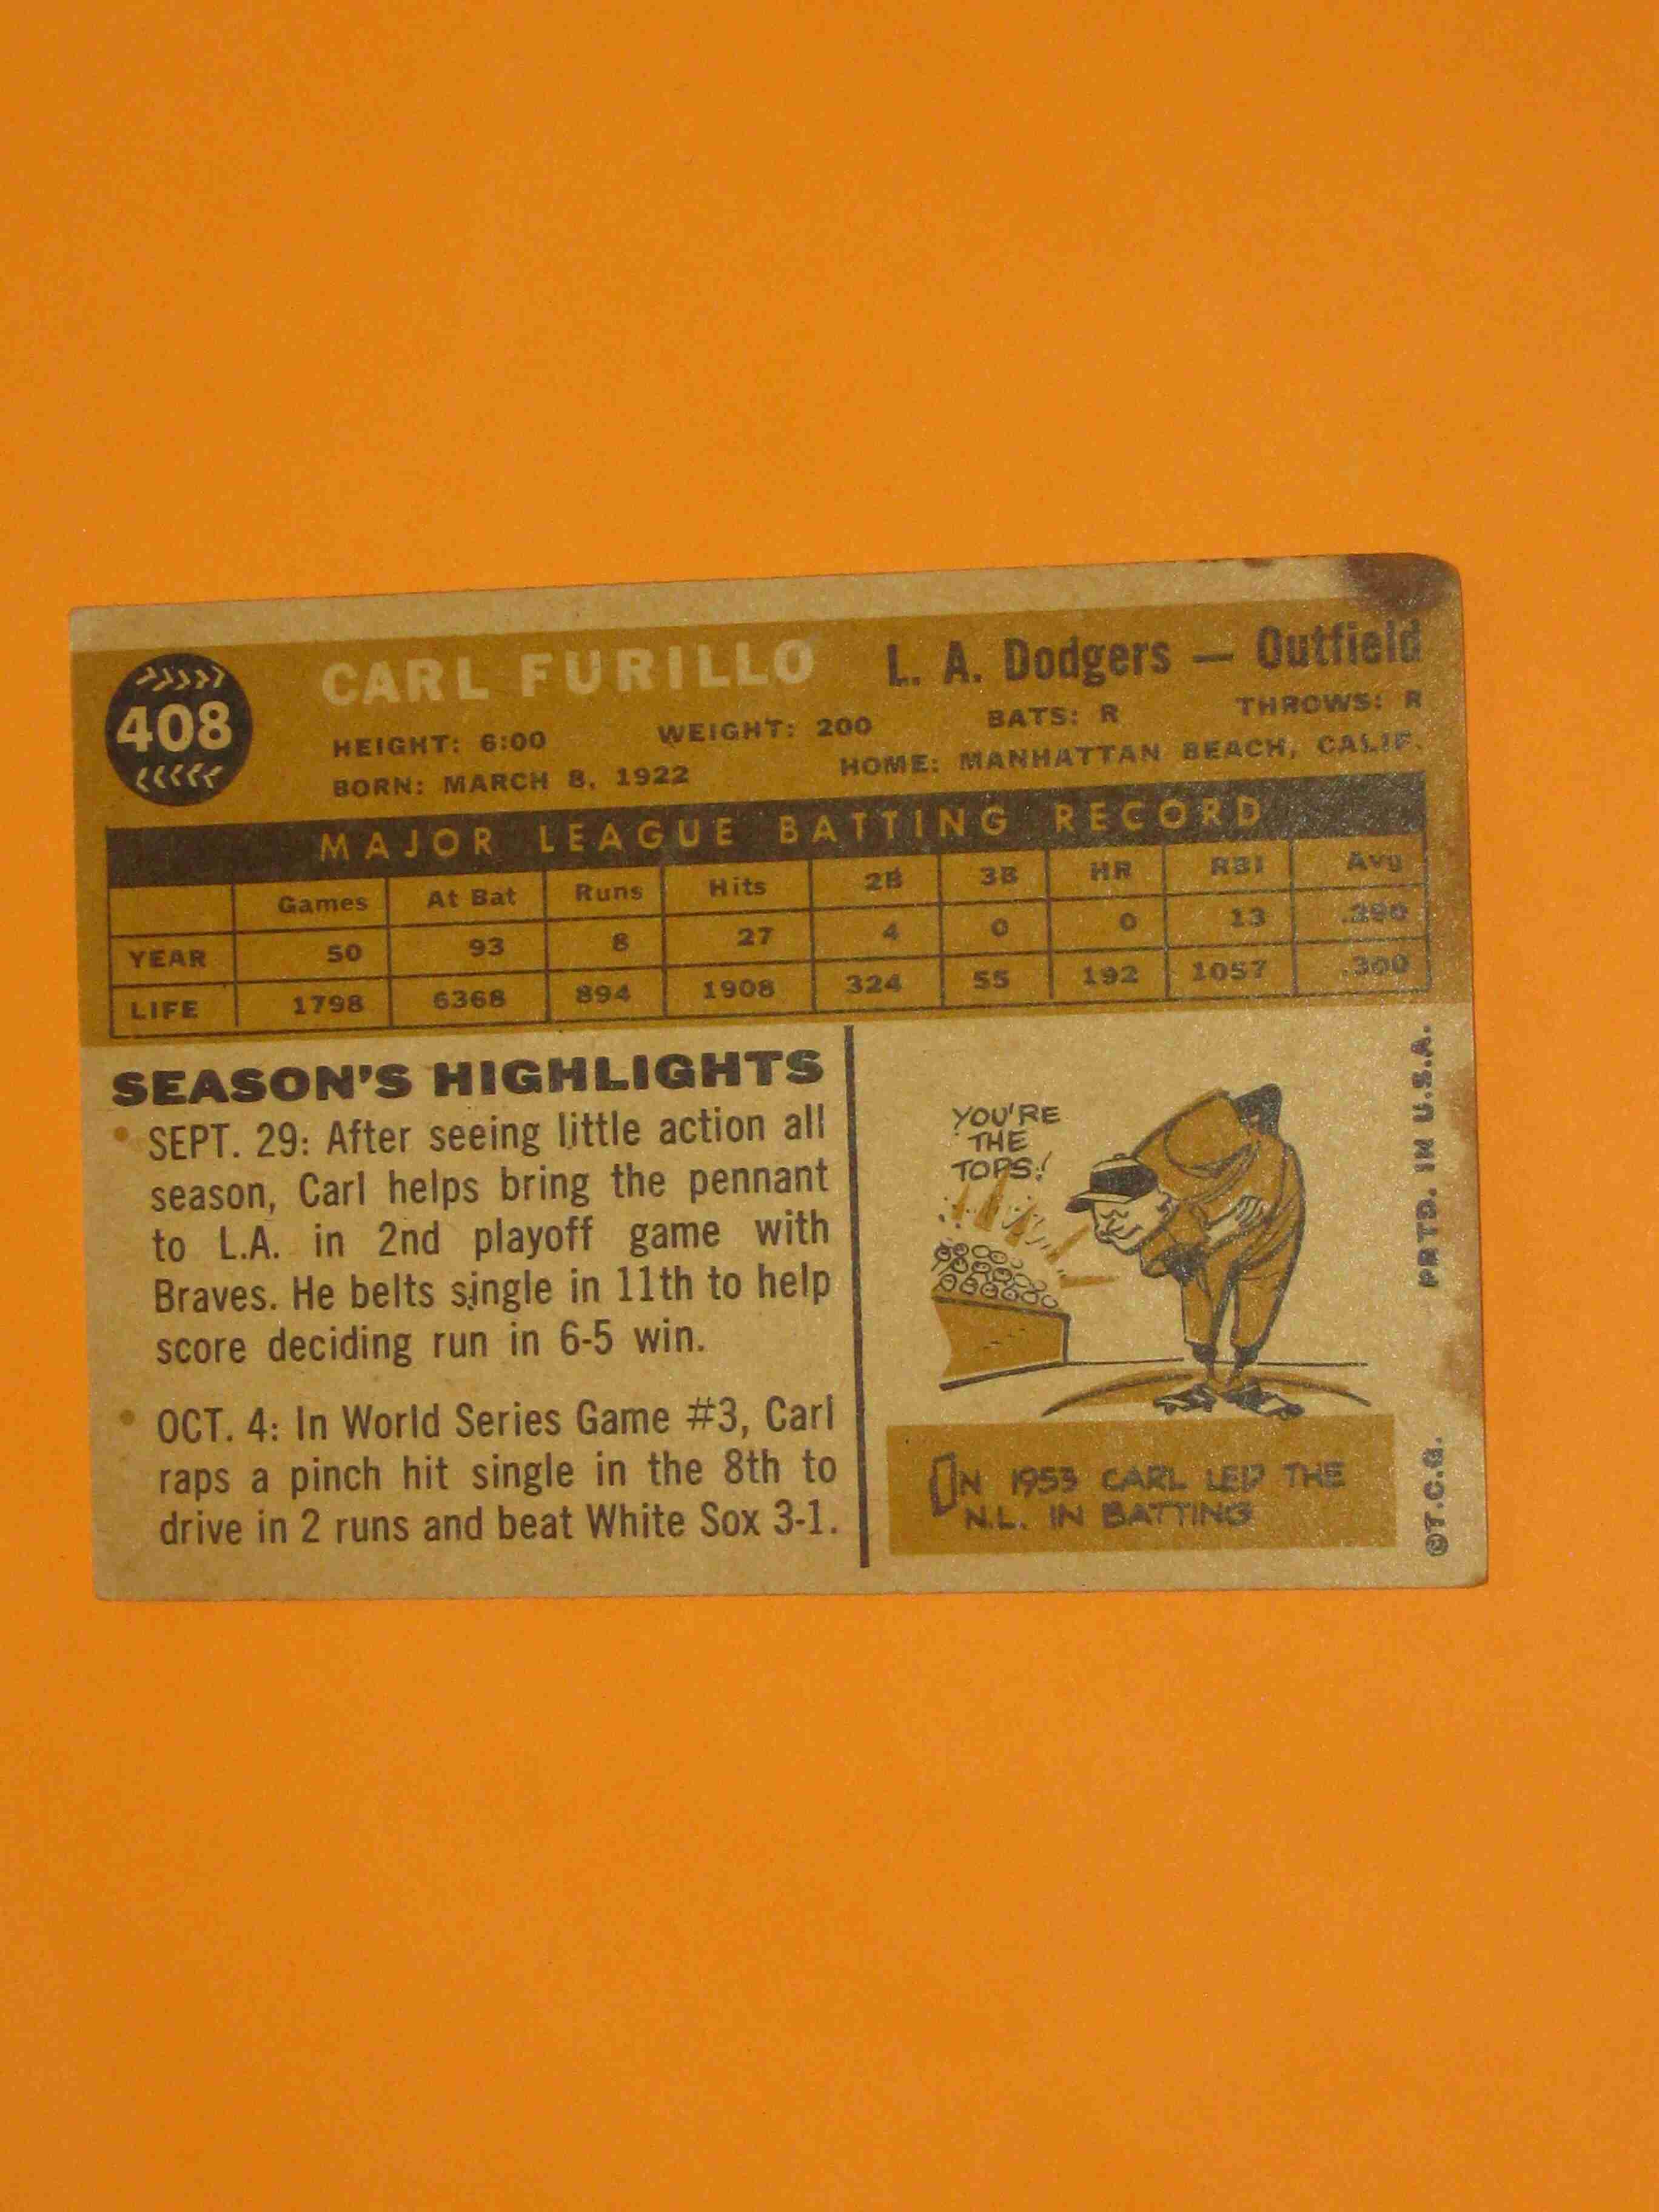 408
CARL FURILLO L. A. Dodgers — Outfield
HEIGHT: 6:00 WEIGHT: 200 BATS: R THROWS: R
BORN: MARCH 8, 1922 HOME: MANHATTAN BEACH, CALIF.
MAJOR LEAGUE BATTING RECORD
Games At Bat Runs Hits 2B 3B HR RBI Avg
YEAR 50 93 8 27 4 0 0 13 .290
LIFE 1798 6368 894 1908 324 55 192 1057 .300
SEASON'S HIGHLIGHTS
• SEPT. 29: After seeing little action all
season, Carl helps bring the pennant
to L.A. in 2nd playoff game with
Braves. He belts single in 11th to help
score deciding run in 6-5 win.
• OCT. 4: In World Series Game #3, Carl
raps a pinch hit single in the 8th to
drive in 2 runs and beat White Sox 3-1.
YOU'RE
THE
TOPS!
IN 1953 CARL LED THE
N.L. IN BATTING
©T.C.G. PRTD. IN U.S.A.